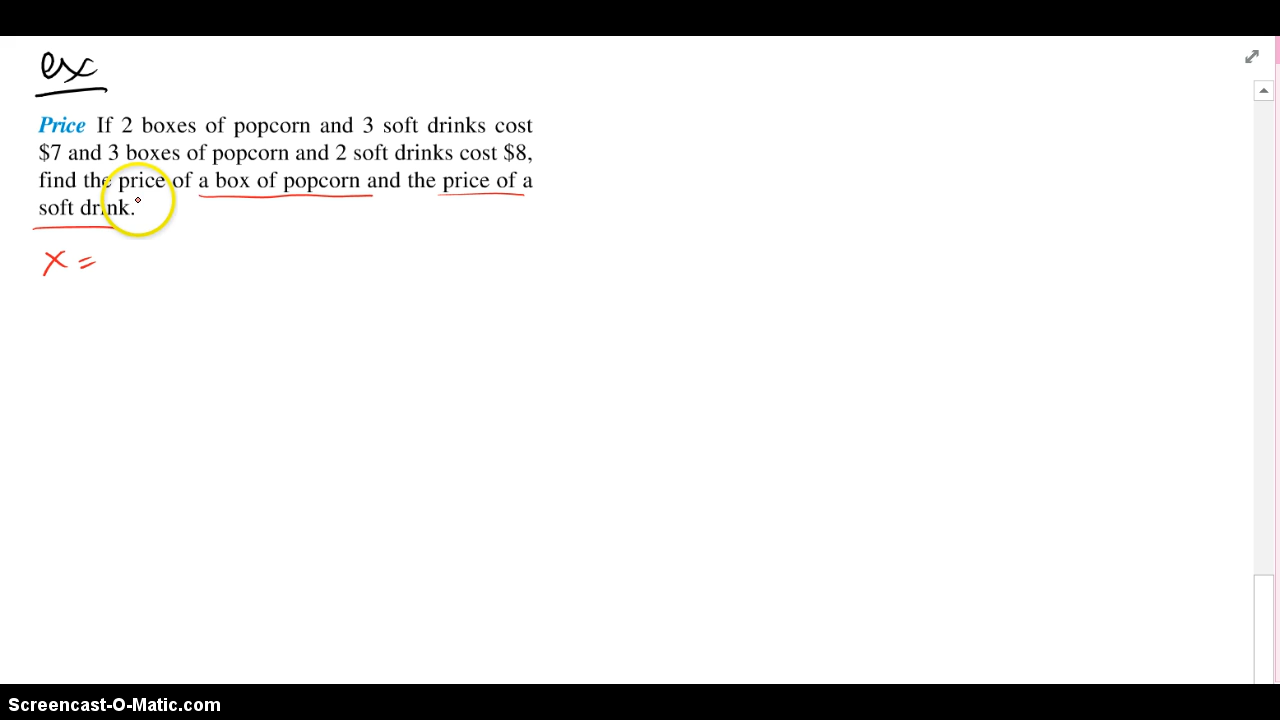 ex
Price If 2 boxes of popcorn and 3 soft drinks cost
$7 and 3 boxes of popcorn and 2 soft drinks cost $8,
find the price of a box of popcorn and the price of a
soft drink.
x =
Screencast-O-Matic.com